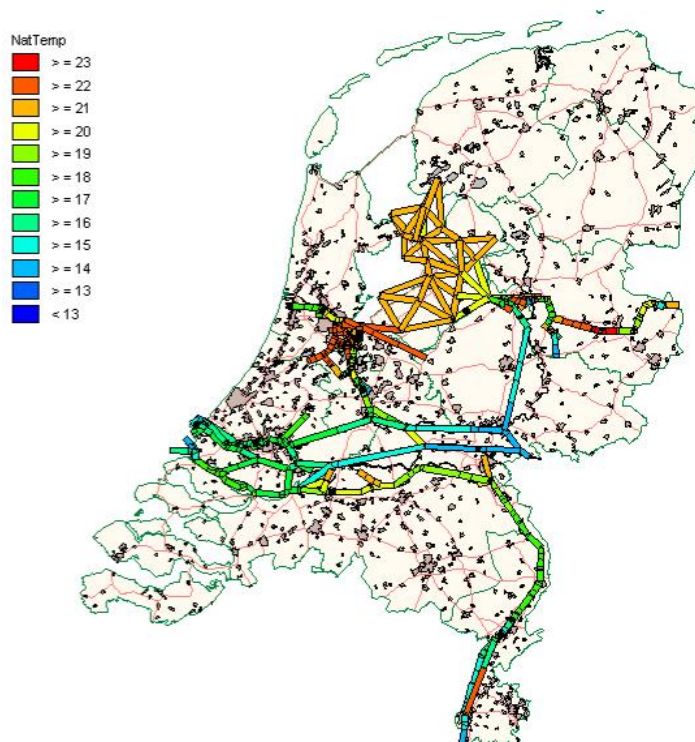 NatTemp
> = 23
> = 22
> = 21
> = 20
> = 19
> = 18
> = 17
> = 16
> = 15
> = 14
> = 13
< 13